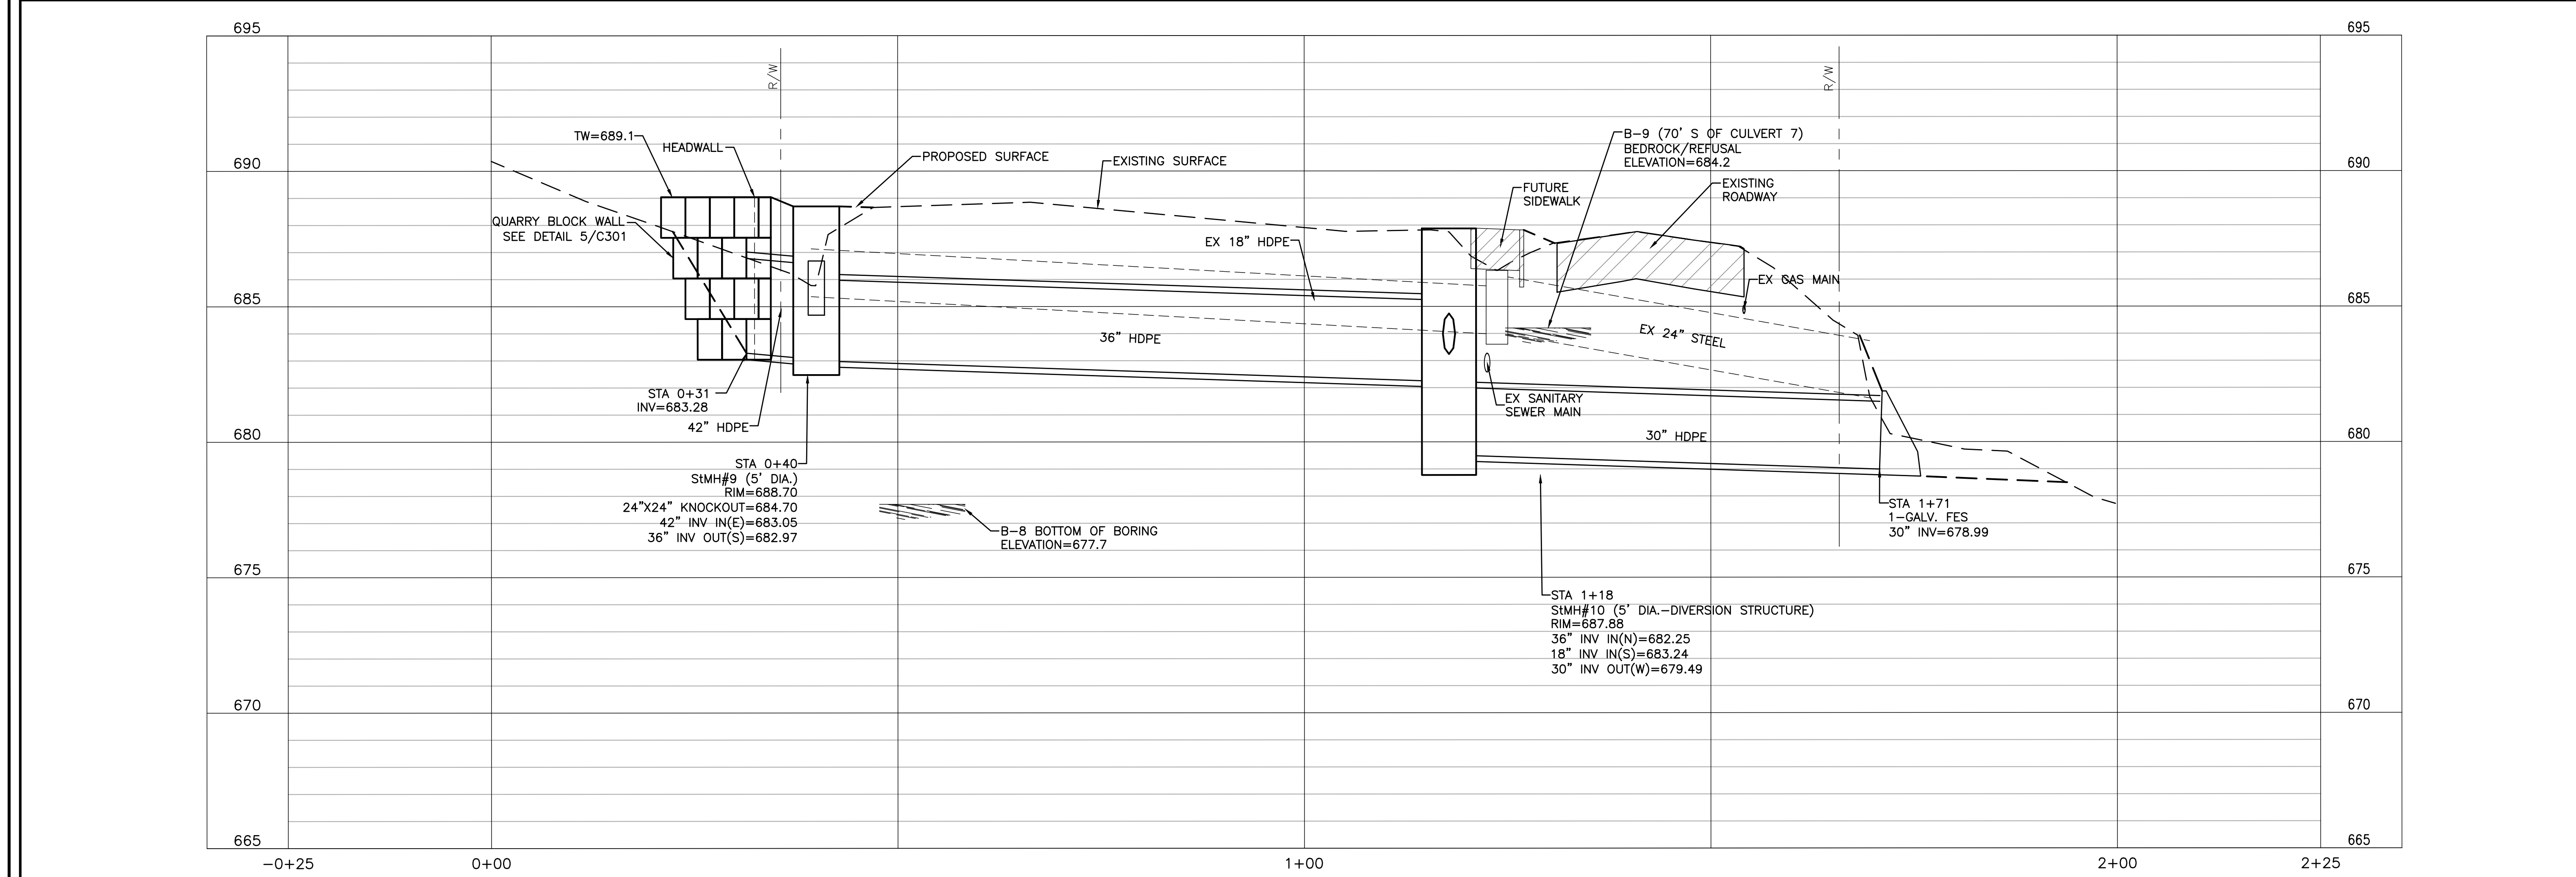 695
695
R/W
R/W
TW=689.1
HEADWALL
PROPOSED SURFACE
EXISTING SURFACE
B-9 (70' S OF CULVERT 7)
BEDROCK/REFUSAL
ELEVATION=684.2
690
690
FUTURE
SIDEWALK
EXISTING
ROADWAY
QUARRY BLOCK WALL
SEE DETAIL 5/C301
EX 18" HDPE
EX GAS MAIN
685
685
36" HDPE
EX 24" STEEL
STA 0+31
INV=683.28
42" HDPE
EX SANITARY
SEWER MAIN
30" HDPE
680
680
STA 0+40
StMH#9 (5' DIA.)
RIM=688.70
24"X24" KNOCKOUT=684.70
42" INV IN(E)=683.05
36" INV OUT(S)=682.97
B-8 BOTTOM OF BORING
ELEVATION=677.7
STA 1+71
1-GALV. FES
30" INV=678.99
675
675
STA 1+18
StMH#10 (5' DIA.-DIVERSION STRUCTURE)
RIM=687.88
36" INV IN(N)=682.25
18" INV IN(S)=683.24
30" INV OUT(W)=679.49
670
670
665
665
-0+25
0+00
1+00
2+00
2+25